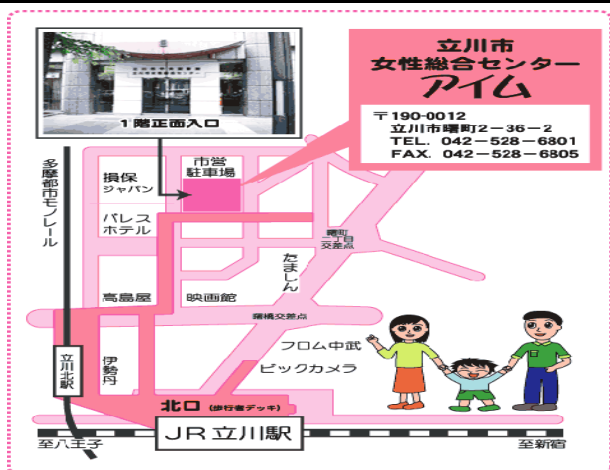 立川市
女性総合センター
アイム
〒190-0012
立川市曙町2-36-2
TEL. 042-528-6801
FAX. 042-528-6805
1階正面入口
多摩都市モノレール
損保
ジャパン
市営
駐車場
パレス
ホテル
曙町
二丁目
交差点
たましん
高島屋
映画館
曙橋交差点
フロム中武
ビックカメラ
立川北駅
伊勢丹
北口 (歩行者デッキ)
JR立川駅
至八王子
至新宿